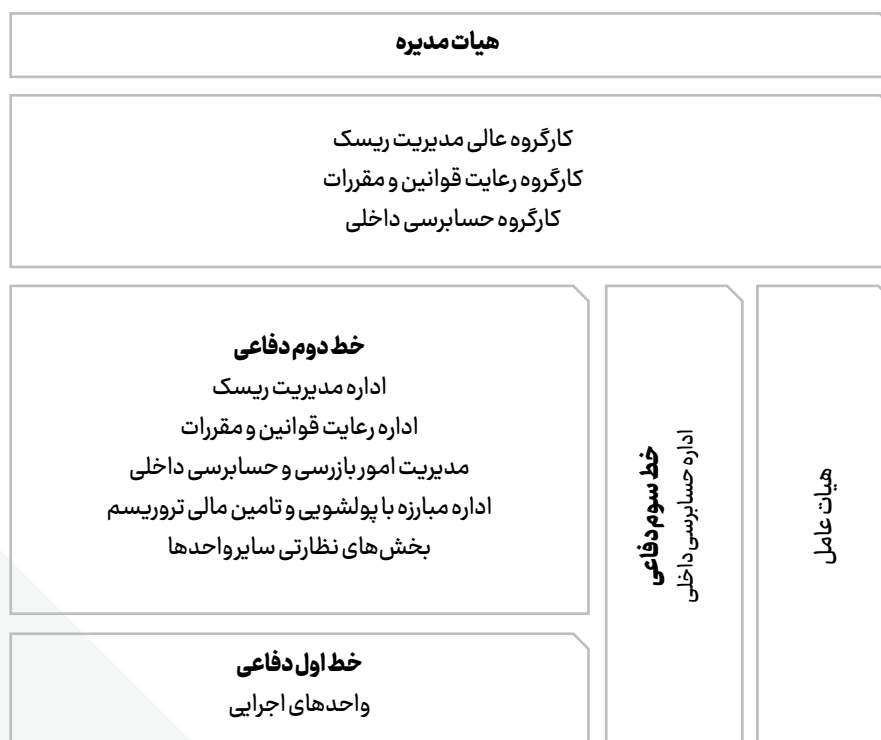 هیات مدیره
کارگروه عالی مدیریت ریسک
کارگروه رعایت قوانین و مقررات
کارگروه حسابرسی داخلی
هیات عامل
خط سوم دفاعی
اداره حسابرسی داخلی
خط دوم دفاعی
اداره مدیریت ریسک
اداره رعایت قوانین و مقررات
مدیریت امور بازرسی و حسابرسی داخلی
اداره مبارزه با پولشویی و تامین مالی تروریسم
بخش‌های نظارتی سایر واحدها
خط اول دفاعی
واحدهای اجرایی